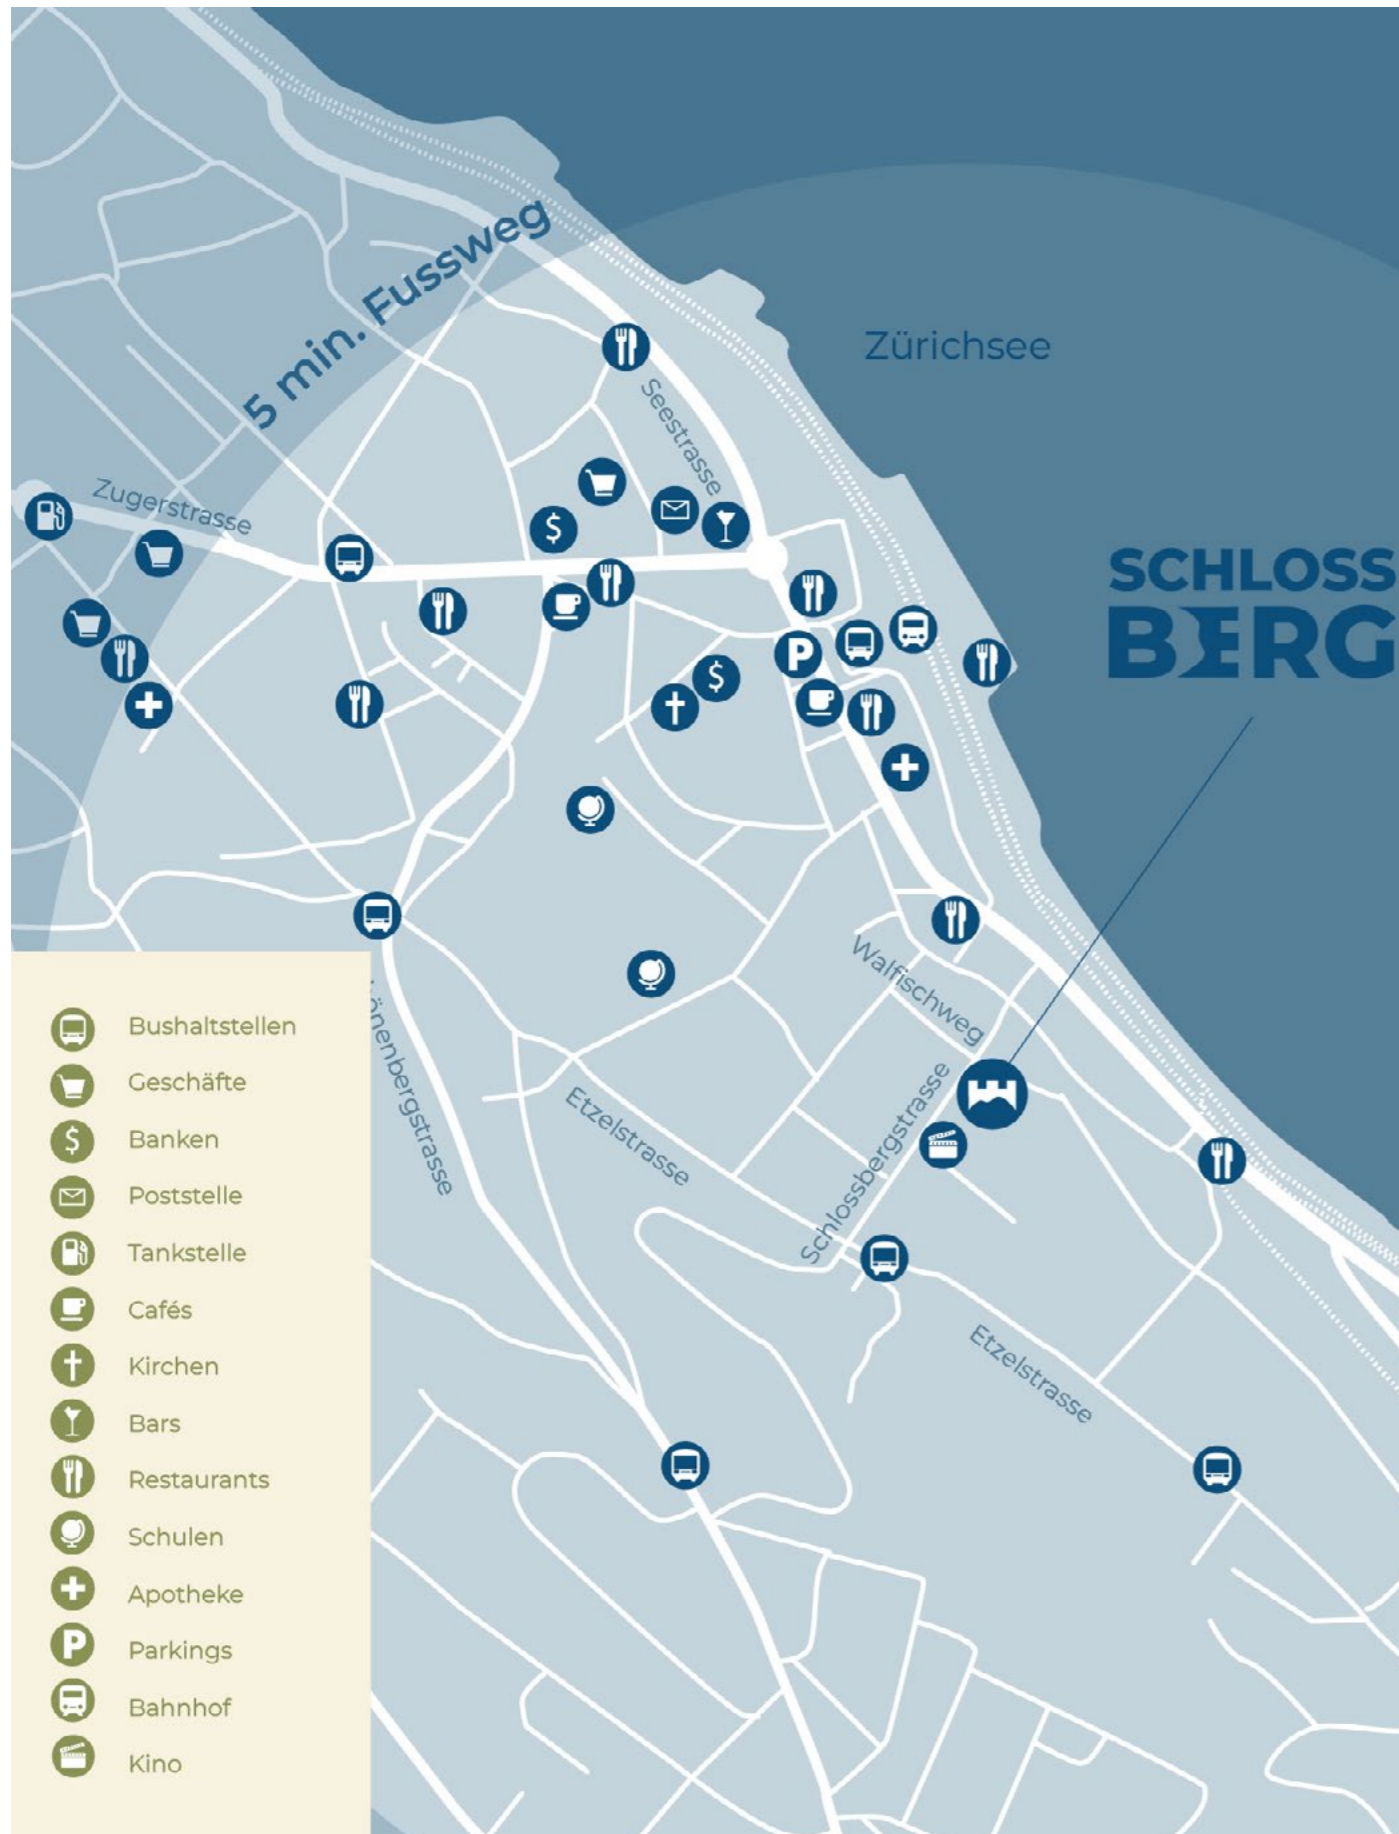 5 min. Fussweg
Zürichsee
Seestrasse
Zugerstrasse
SCHLOSS
BERG
P
$
$
Walfischweg
Schlossbergstrasse
Etzelstrasse
Etzelstrasse
Bushaltstellen
Geschäfte
$ Banken
Poststelle
Tankstelle
Cafés
Kirchen
Bars
Restaurants
Schulen
Apotheke
P Parkings
Bahnhof
Kino